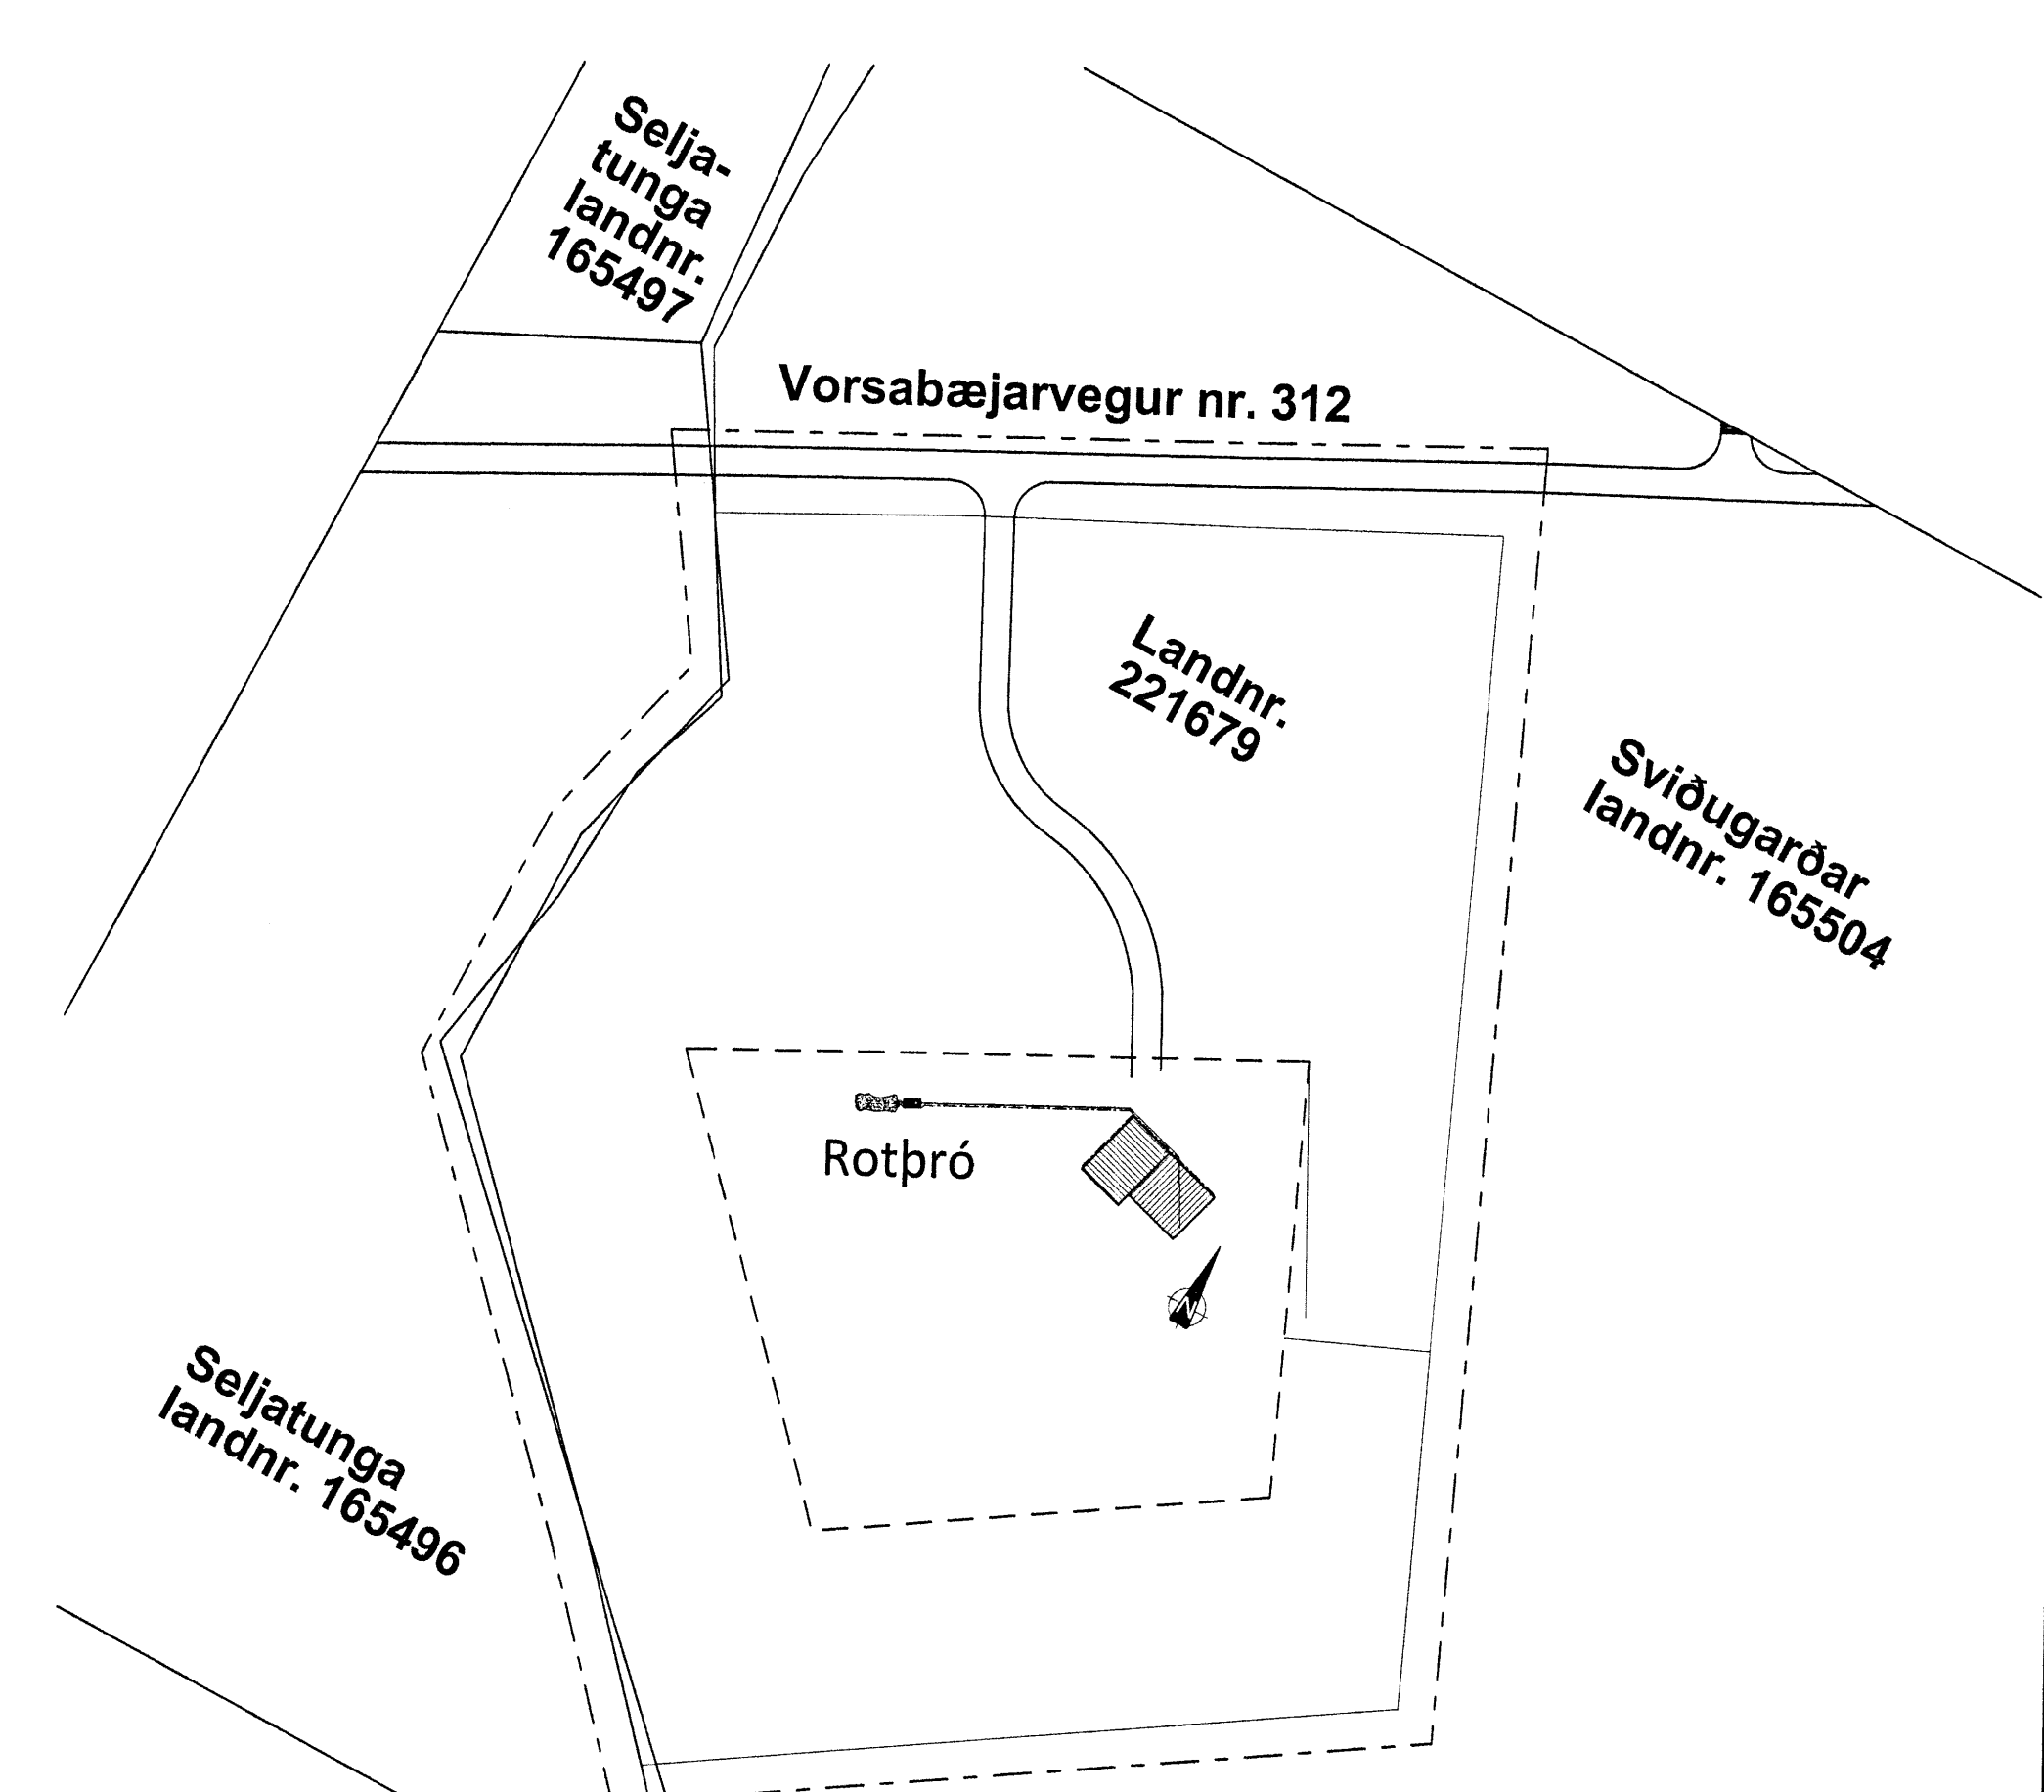 Selja-
tunga
landnr.
165497
Vorsabæjarvegur nr. 312
Landnr.
221679
Sviðugarðar
landnr. 165504
Rotþró
N
Seljatunga
landnr. 165496